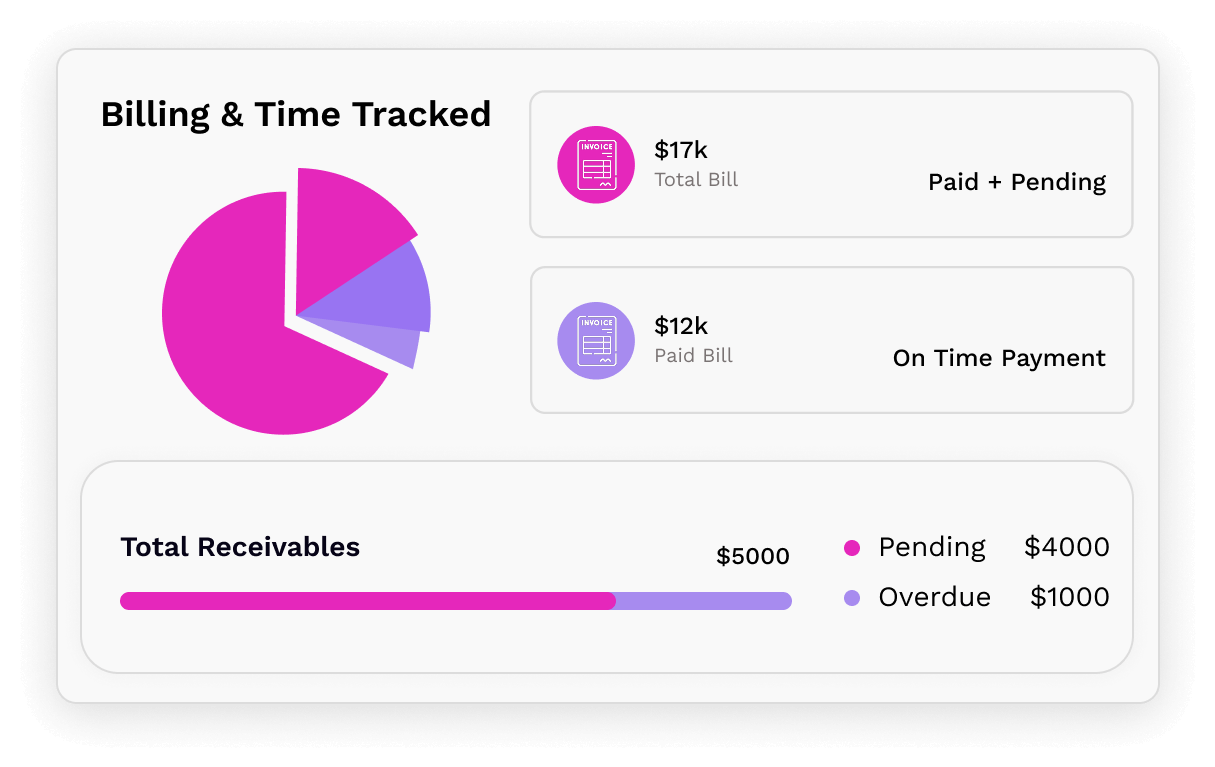 Billing & Time Tracked
INVOICE
$17k
Total Bill
Paid + Pending
INVOICE
$12k
Paid Bill
On Time Payment
Total Receivables
$5000
Pending $4000
Overdue $1000